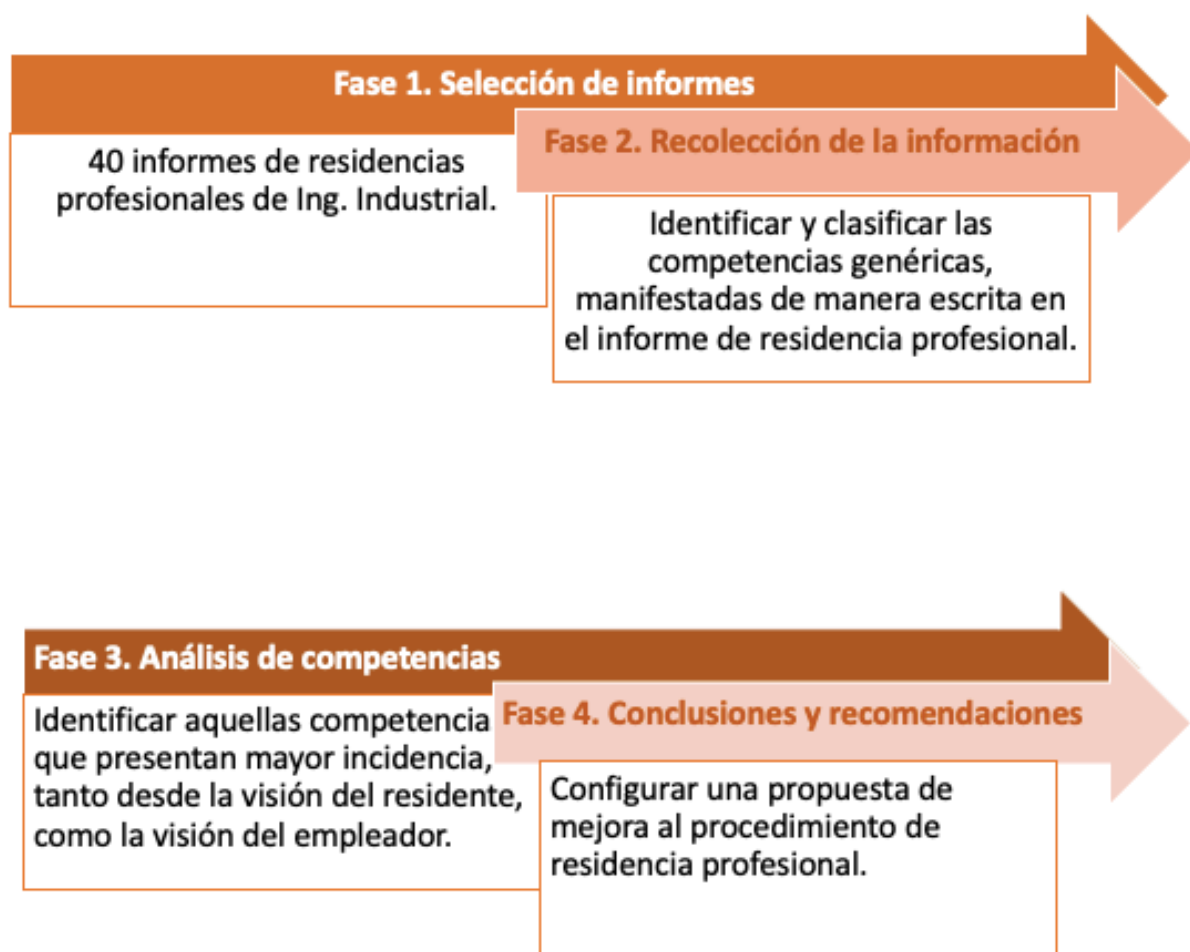 Fase 1. Selección de informes
40 informes de residencias
profesionales de Ing. Industrial.
Fase 2. Recolección de la información
Identificar y clasificar las
competencias genéricas,
manifestadas de manera escrita en
el informe de residencia profesional.
Fase 3. Análisis de competencias
Identificar aquellas competencia
que presentan mayor incidencia,
tanto desde la visión del residente,
como la visión del empleador.
Fase 4. Conclusiones y recomendaciones
Configurar una propuesta de
mejora al procedimiento de
residencia profesional.